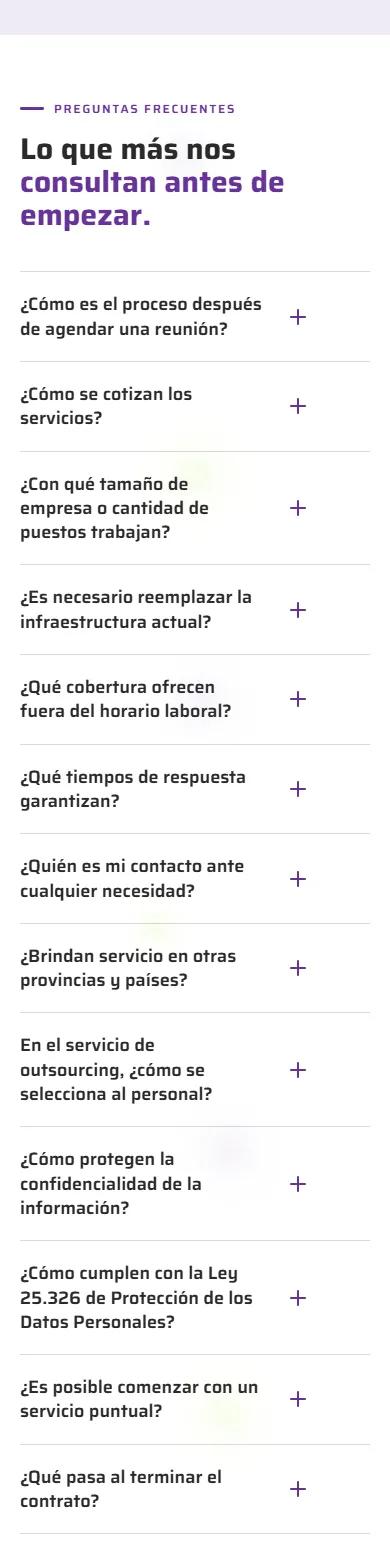 PREGUNTAS FRECUENTES
Lo que más nos
consultan antes de
empezar.
¿Cómo es el proceso después
de agendar una reunión?
¿Cómo se cotizan los
servicios?
¿Con qué tamaño de
empresa o cantidad de
puestos trabajan?
¿Es necesario reemplazar la
infraestructura actual?
¿Qué cobertura ofrecen
fuera del horario laboral?
¿Qué tiempos de respuesta
garantizan?
¿Quién es mi contacto ante
cualquier necesidad?
¿Brindan servicio en otras
provincias y países?
En el servicio de
outsourcing, ¿cómo se
selecciona al personal?
¿Cómo protegen la
confidencialidad de la
información?
¿Cómo cumplen con la Ley
25.326 de Protección de los
Datos Personales?
¿Es posible comenzar con un
servicio puntual?
¿Qué pasa al terminar el
contrato?